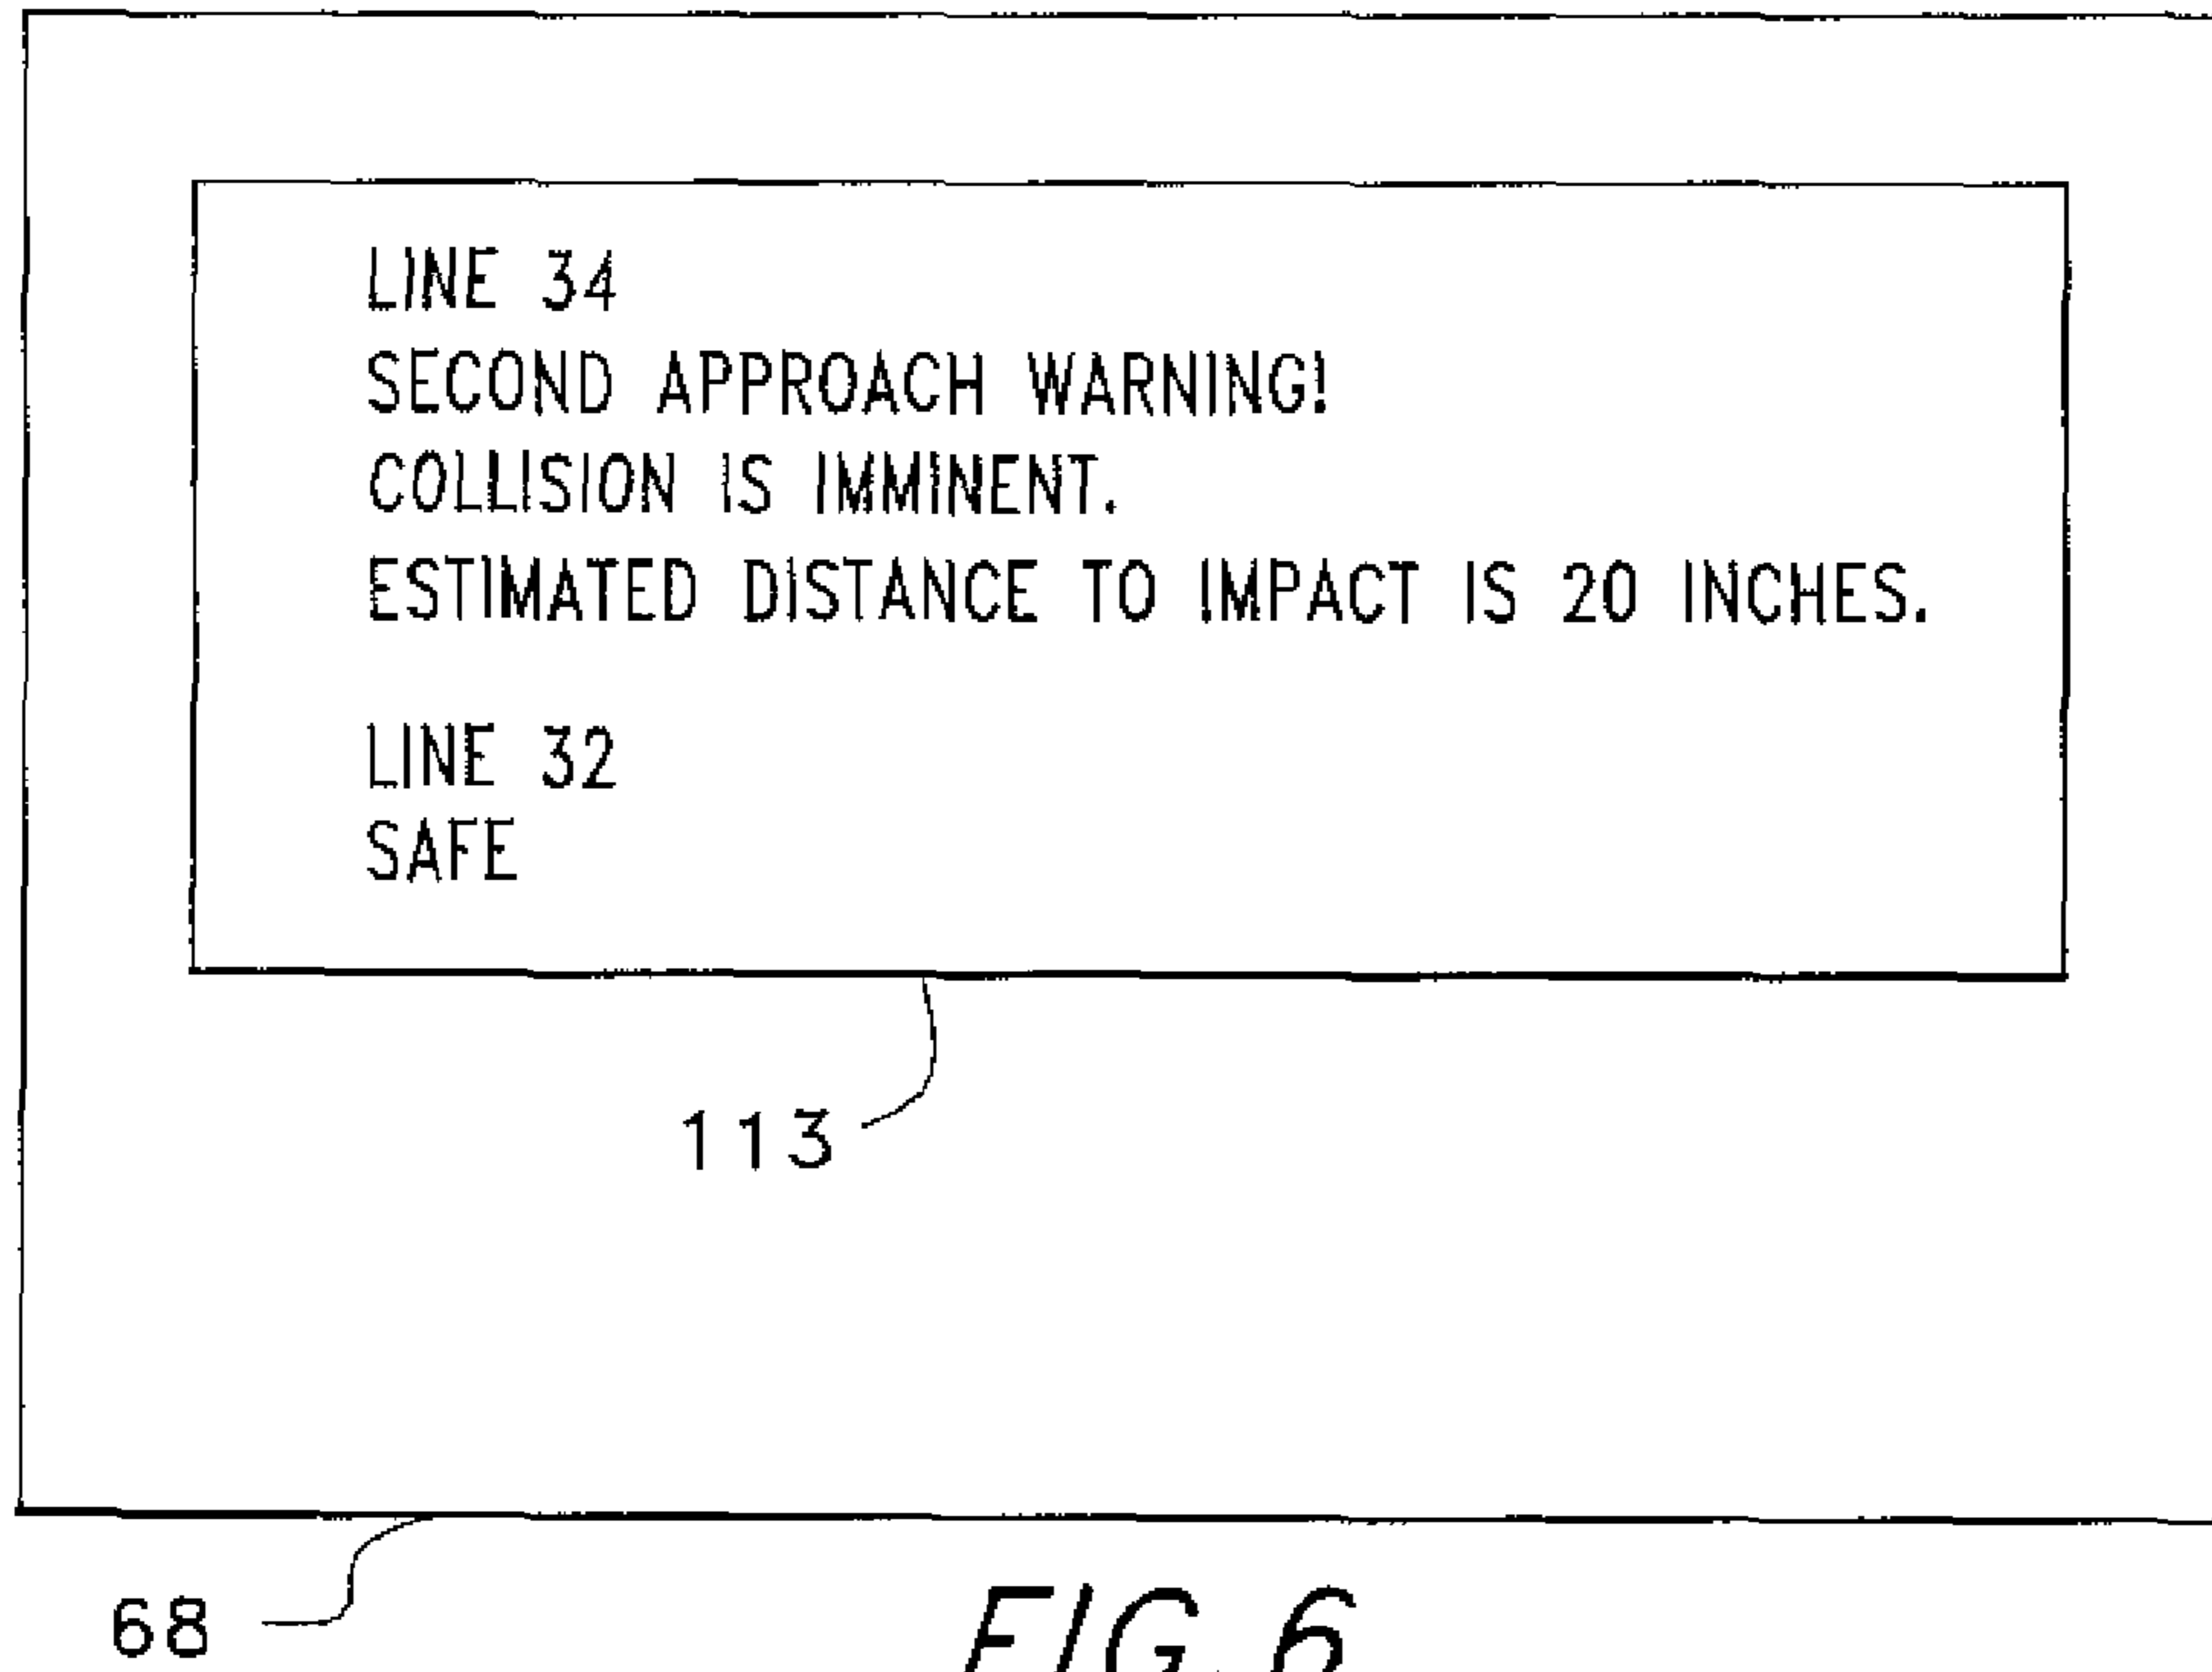 LINE 34
SECOND APPROACH WARNING!
COLLISION IS IMMINENT.
ESTIMATED DISTANCE TO IMPACT IS 20 INCHES.
LINE 32
SAFE
113
68
FIG. 6